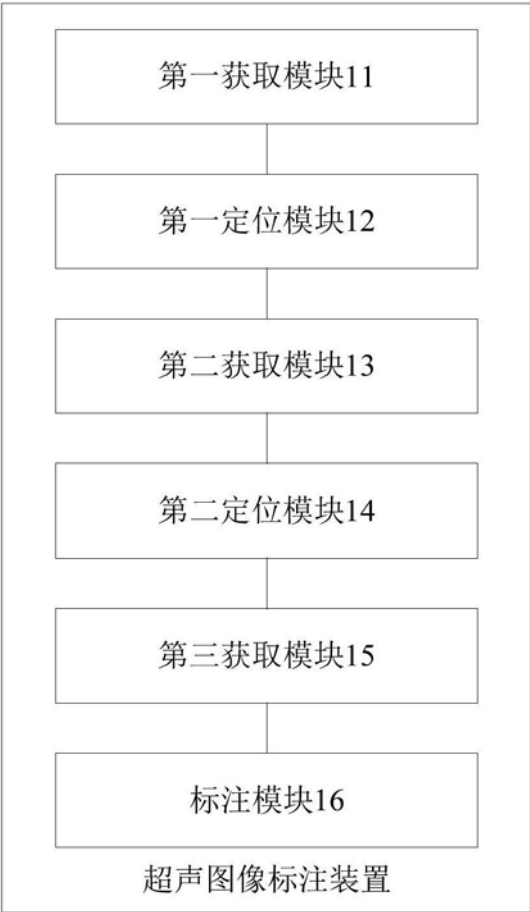 第一获取模块11
第一定位模块12
第二获取模块13
第二定位模块14
第三获取模块15
标注模块16
超声图像标注装置